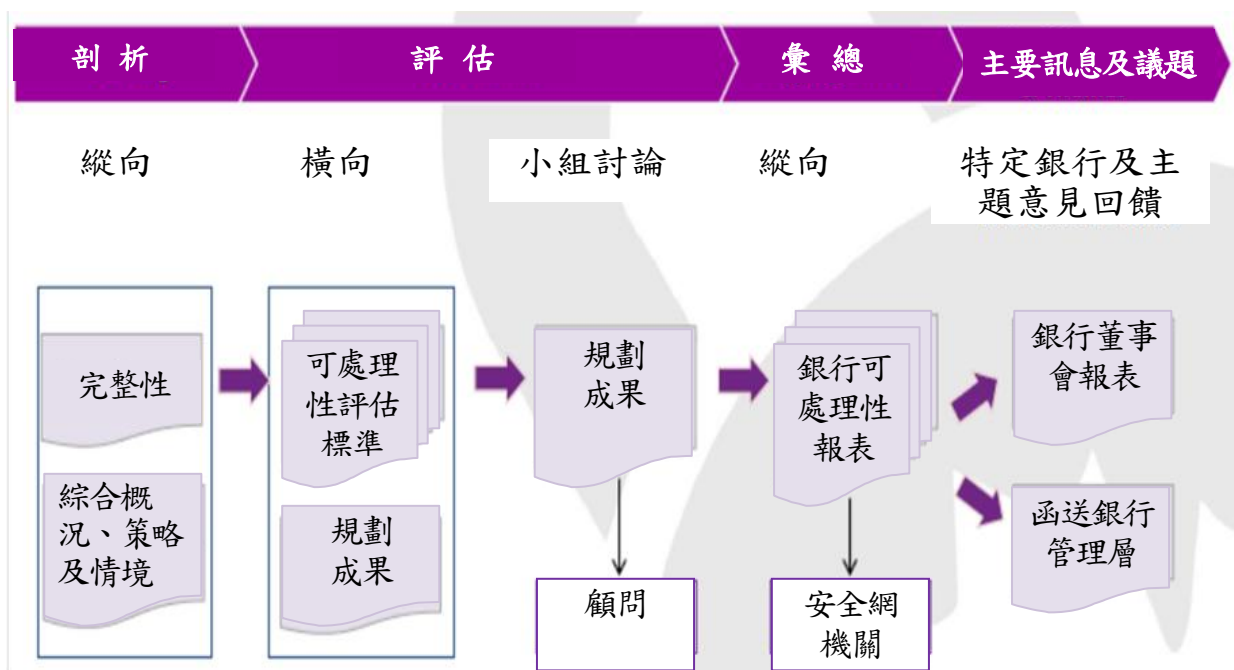 剖析
評估
彙總
主要訊息及議題
縱向
橫向
小組討論
縱向
特定銀行及主
題意見回饋
完整性
綜合概
況、策略
及情境
可處理
性評估
標準
規劃
成果
規劃
成果
顧問
銀行可
處理性
報表
安全網
機關
銀行董事
會報表
函送銀行
管理層